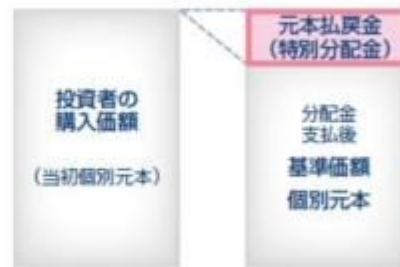 投資者の
購入価額
（当初個別元本）
元本払戻金
（特別分配金）
分配金
支払後
基準価額
個別元本